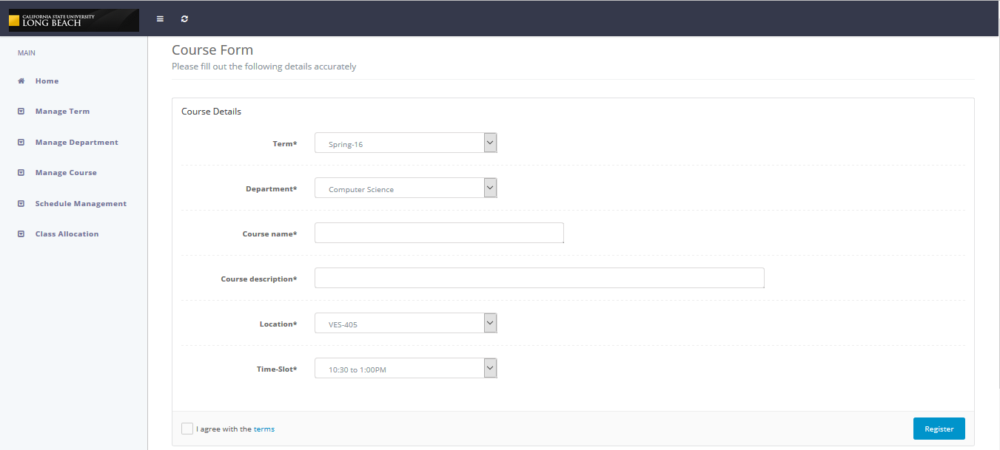 CALIFORNIA STATE UNIVERSITY
LONG BEACH
MAIN
Home
Manage Term
Manage Department
Manage Course
Schedule Management
Class Allocation
Course Form
Please fill out the following details accurately
Course Details
Term* Spring-16
Department* Computer Science
Course name*
Course description*
Location* VES-405
Time-Slot* 10:30 to 1:00PM
I agree with the terms
Register